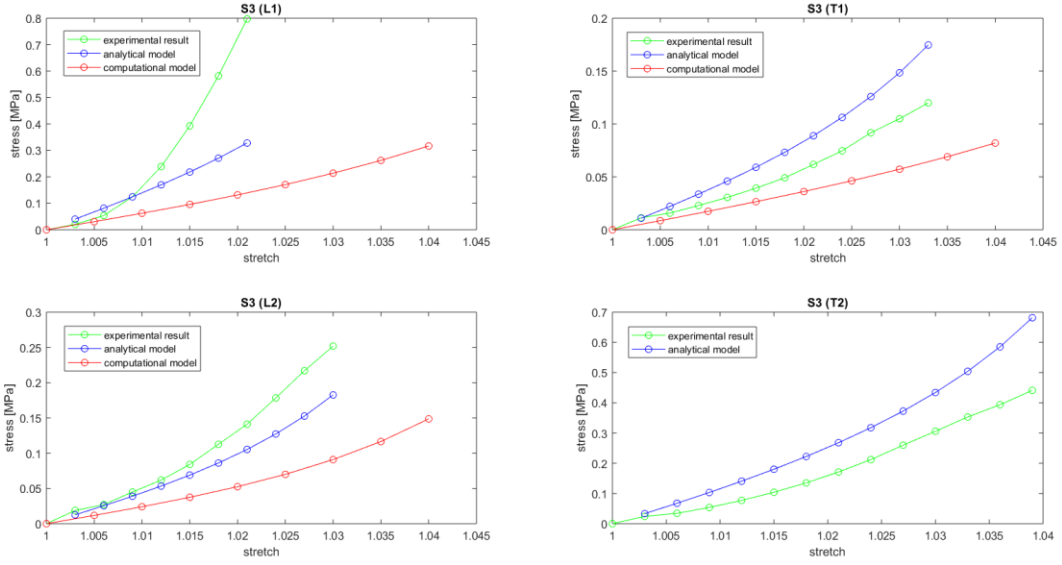 S3 (L1)
0.8
0.7
0.6
0.5
0.4
0.3
0.2
0.1
0
stress [MPa]
experimental result
analytical model
computational model
1 1.005 1.01 1.015 1.02 1.025 1.03 1.035 1.04 1.045
stretch
S3 (T1)
0.2
0.15
0.1
0.05
0
stress [MPa]
experimental result
analytical model
computational model
1 1.005 1.01 1.015 1.02 1.025 1.03 1.035 1.04 1.045
stretch
S3 (L2)
0.3
0.25
0.2
0.15
0.1
0.05
0
stress [MPa]
experimental result
analytical model
computational model
1 1.005 1.01 1.015 1.02 1.025 1.03 1.035 1.04 1.045
stretch
S3 (T2)
0.7
0.6
0.5
0.4
0.3
0.2
0.1
0
stress [MPa]
experimental result
analytical model
1 1.005 1.01 1.015 1.02 1.025 1.03 1.035 1.04
stretch